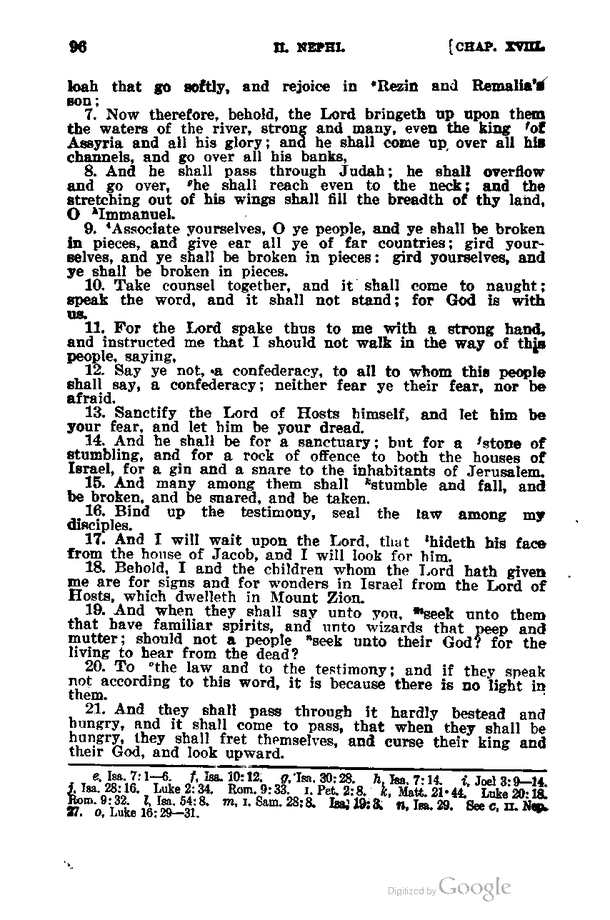 96 II. NEPHI. [CHAP. XVIII.
loah that go softly, and rejoice in ᵉRezin and Remalia's
son;
7. Now therefore, behold, the Lord bringeth up upon them
the waters of the river, strong and many, even the king ᶠof
Assyria and all his glory; and he shall come up over all his
channels, and go over all his banks,
8. And he shall pass through Judah; he shall overflow
and go over, ᵍhe shall reach even to the neck; and the
stretching out of his wings shall fill the breadth of thy land,
O ʰImmanuel.
9. ⁱAssociate yourselves, O ye people, and ye shall be broken
in pieces, and give ear all ye of far countries; gird your-
selves, and ye shall be broken in pieces: gird yourselves, and
ye shall be broken in pieces.
10. Take counsel together, and it shall come to naught;
speak the word, and it shall not stand; for God is with
us.
11. For the Lord spake thus to me with a strong hand,
and instructed me that I should not walk in the way of this
people, saying,
12. Say ye not, a confederacy, to all to whom this people
shall say, a confederacy; neither fear ye their fear, nor be
afraid.
13. Sanctify the Lord of Hosts himself, and let him be
your fear, and let him be your dread.
14. And he shall be for a sanctuary; but for a ʲstone of
stumbling, and for a rock of offence to both the houses of
Israel, for a gin and a snare to the inhabitants of Jerusalem.
15. And many among them shall ᵏstumble and fall, and
be broken, and be snared, and be taken.
16. Bind up the testimony, seal the law among my
disciples.
17. And I will wait upon the Lord, that ˡhideth his face
from the house of Jacob, and I will look for him.
18. Behold, I and the children whom the Lord hath given
me are for signs and for wonders in Israel from the Lord of
Hosts, which dwelleth in Mount Zion.
19. And when they shall say unto you, ᵐseek unto them
that have familiar spirits, and unto wizards that peep and
mutter; should not a people ⁿseek unto their God? for the
living to hear from the dead?
20. To ᵒthe law and to the testimony; and if they speak
not according to this word, it is because there is no light in
them.
21. And they shall pass through it hardly bestead and
hungry, and it shall come to pass, that when they shall be
hungry, they shall fret themselves, and curse their king and
their God, and look upward.
e, Isa. 7:1—6. f, Isa. 10:12. g, Isa. 30:28. h, Isa. 7:14. i, Joel 3:9—14.
j, Isa. 28:16. Luke 2:34. Rom. 9:33. I. Pet. 2:8. k, Matt. 21:44. Luke 20:18.
Rom. 9:32. l, Isa. 54:8. m, I. Sam. 28:8. Isa. 19:3. n, Isa. 29. See c, II. Nep.
27. o, Luke 16:29—31.
Digitized by Google